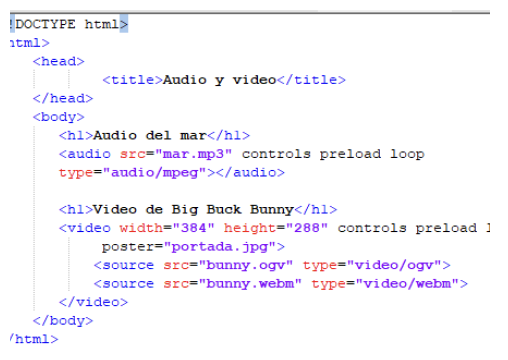 !DOCTYPE html>
html>
<head>
<title>Audio y video</title>
</head>
<body>
<h1>Audio del mar</h1>
<audio src="mar.mp3" controls preload loop
type="audio/mpeg"></audio>
<h1>Video de Big Buck Bunny</h1>
<video width="384" height="288" controls preload l
poster="portada.jpg">
<source src="bunny.ogv" type="video/ogv">
<source src="bunny.webm" type="video/webm">
</video>
</body>
/html>